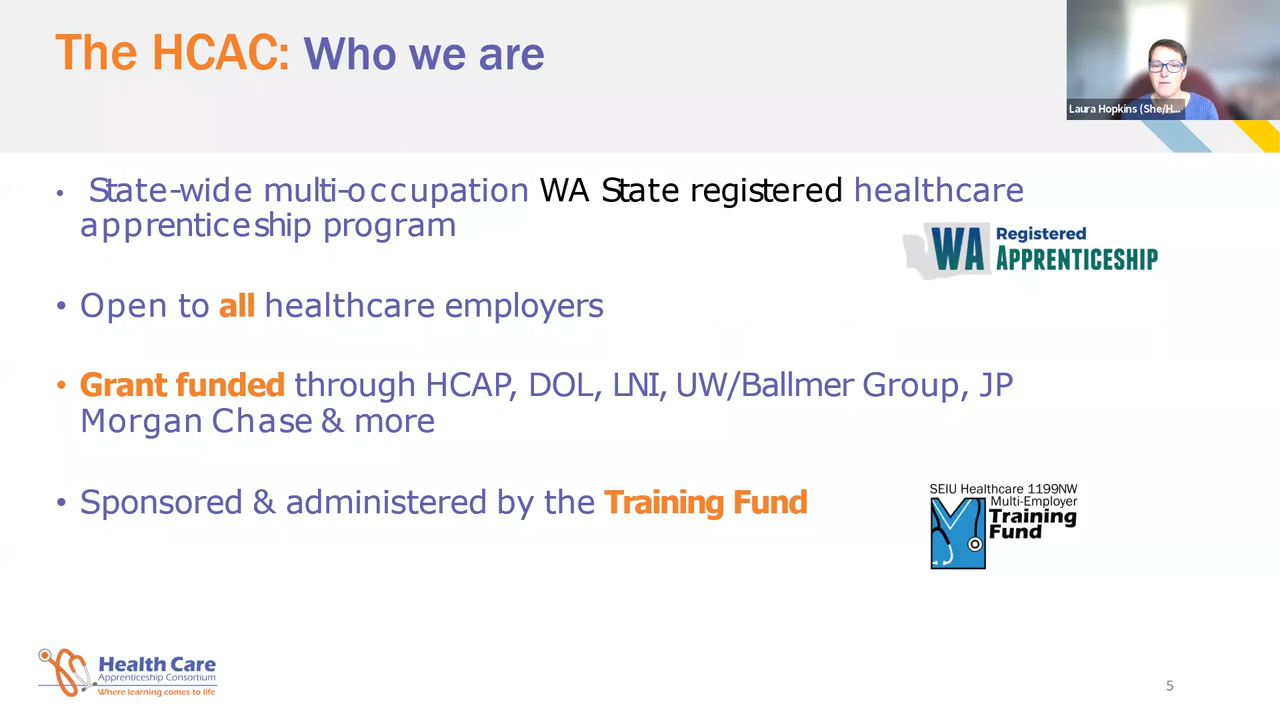 The HCAC: Who we are
Laura Hopkins (She/H...
• State-wide multi-occupation WA State registered healthcare
apprenticeship program
WA Registered
APPRENTICESHIP
• Open to all healthcare employers
• Grant funded through HCAP, DOL, LNI, UW/Ballmer Group, JP
Morgan Chase & more
• Sponsored & administered by the Training Fund
SEIU Healthcare 1199NW
Multi-Employer
Training
Fund
Health Care
Apprenticeship Consortium
Where learning comes to life
5